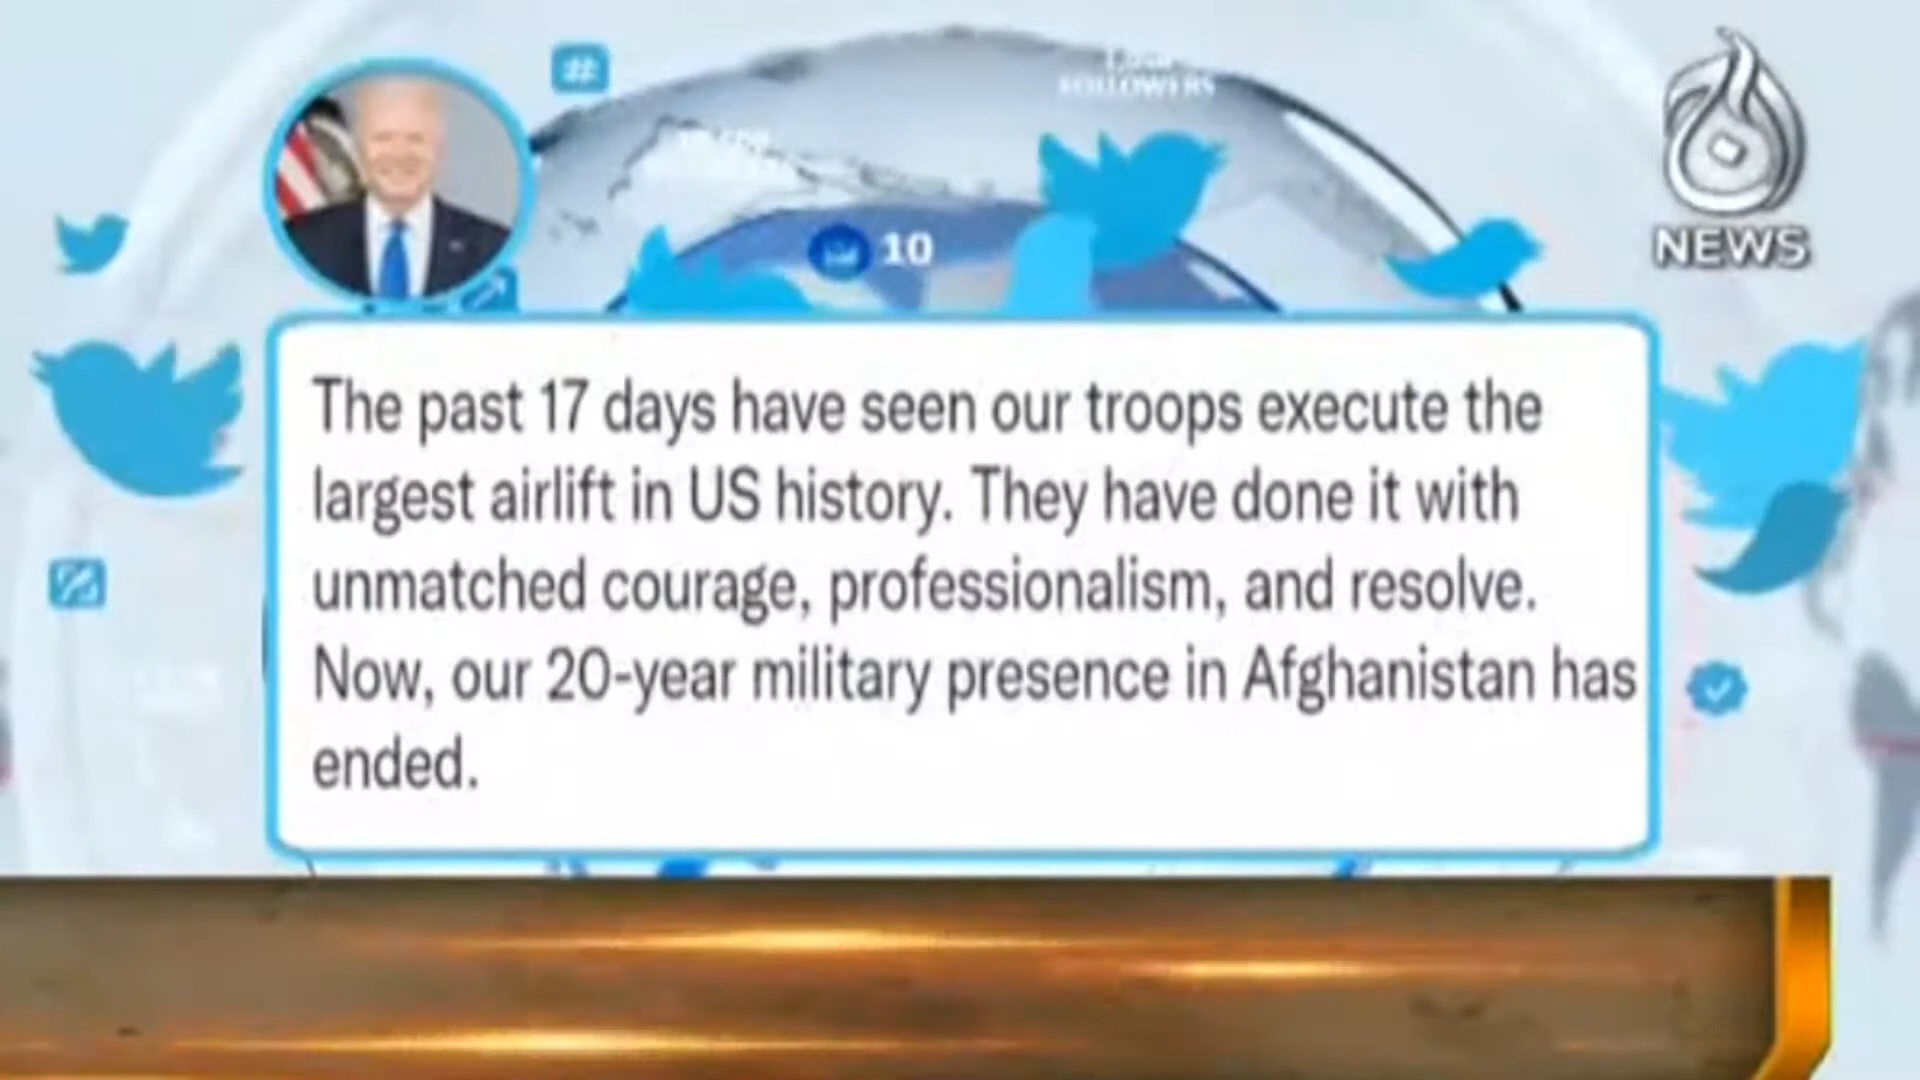 #
FOLLOWERS
10
NEWS
The past 17 days have seen our troops execute the
largest airlift in US history. They have done it with
unmatched courage, professionalism, and resolve.
Now, our 20-year military presence in Afghanistan has
ended.